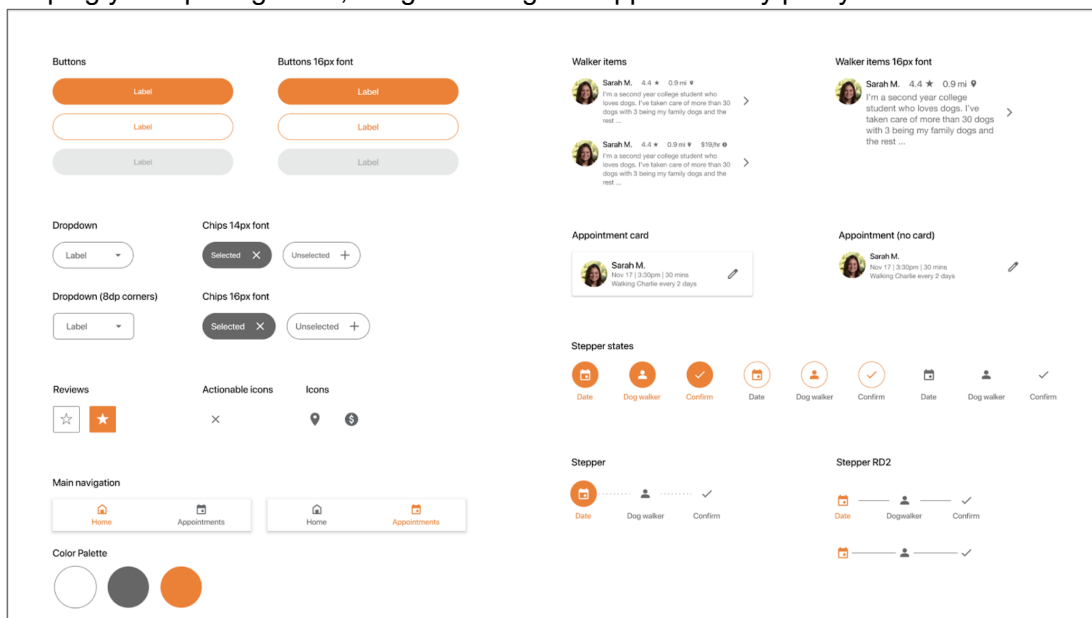 Buttons
Buttons 16px font
Label
Label
Label
Label
Label
Label
Dropdown
Chips 14px font
Label
Selected
Unselected
Dropdown (8dp corners)
Chips 16px font
Label
Selected
Unselected
Reviews
Actionable icons
Icons
Main navigation
Home
Appointments
Home
Appointments
Color Palette
Walker items
Sarah M. 4.4 ★ 0.9 mi
I'm a second year college student who
loves dogs. I've taken care of more than 30
dogs with 3 being my family dogs and the
rest ...
Sarah M. 4.4 ★ 0.9 mi $19/hr
I'm a second year college student who
loves dogs. I've taken care of more than 30
dogs with 3 being my family dogs and the
rest ...
Walker items 16px font
Sarah M. 4.4 ★ 0.9 mi
I'm a second year college
student who loves dogs. I've
taken care of more than 30 dogs
with 3 being my family dogs and
the rest ...
Appointment card
Sarah M.
Nov 17 | 3:30pm | 30 mins
Walking Charlie every 2 days
Appointment (no card)
Sarah M.
Nov 17 | 3:30pm | 30 mins
Walking Charlie every 2 days
Stepper states
Date
Dog walker
Confirm
Date
Dog walker
Confirm
Date
Dog walker
Confirm
Stepper
Date
Dog walker
Confirm
Stepper RD2
Date
Dogwalker
Confirm